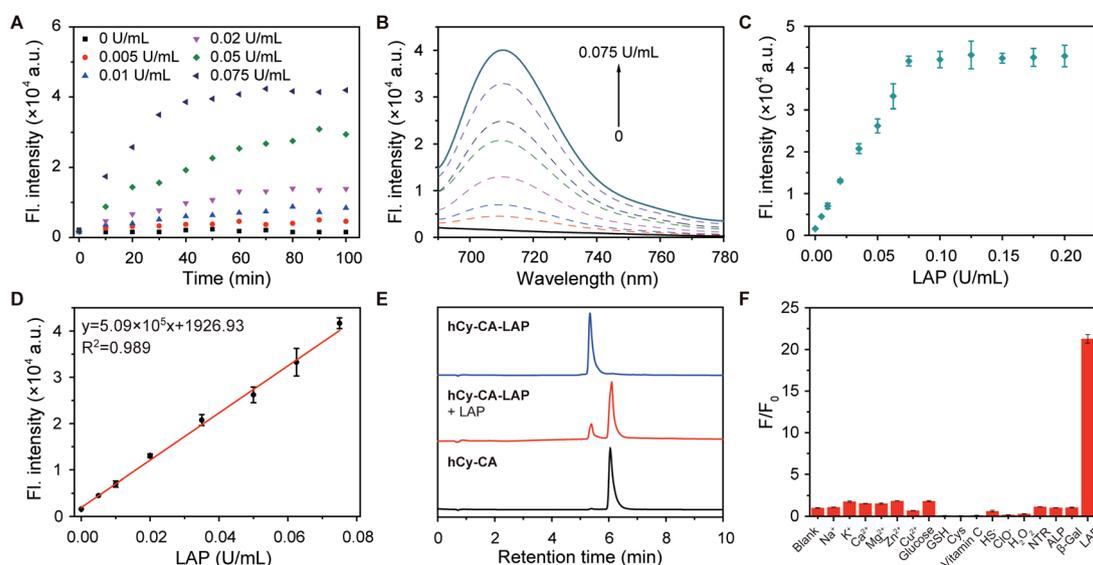 A
Fl. intensity (×10⁴ a.u.)
6
4
2
0
0 U/mL
0.005 U/mL
0.01 U/mL
0.02 U/mL
0.05 U/mL
0.075 U/mL
0 20 40 60 80 100
Time (min)
B
Fl. intensity (×10⁴ a.u.)
4
3
2
1
0
0.075 U/mL
0
700 720 740 760 780
Wavelength (nm)
C
Fl. intensity (×10⁴ a.u.)
5
4
3
2
1
0
0.00 0.05 0.10 0.15 0.20
LAP (U/mL)
D
Fl. intensity (×10⁴ a.u.)
4
3
2
1
0
y=5.09×10⁵x+1926.93
R²=0.989
0.00 0.02 0.04 0.06 0.08
LAP (U/mL)
E
hCy-CA-LAP
hCy-CA-LAP
+ LAP
hCy-CA
0 2 4 6 8 10
Retention time (min)
F
F/F₀
25
20
15
10
5
0
Blank
Na⁺
K⁺
Ca²⁺
Mg²⁺
Zn²⁺
Cu²⁺
Glucose
GSH
Cys
Vitamin C
HS⁻
ClO⁻
H₂O₂
NTR
ALP
β-Gal
LAP